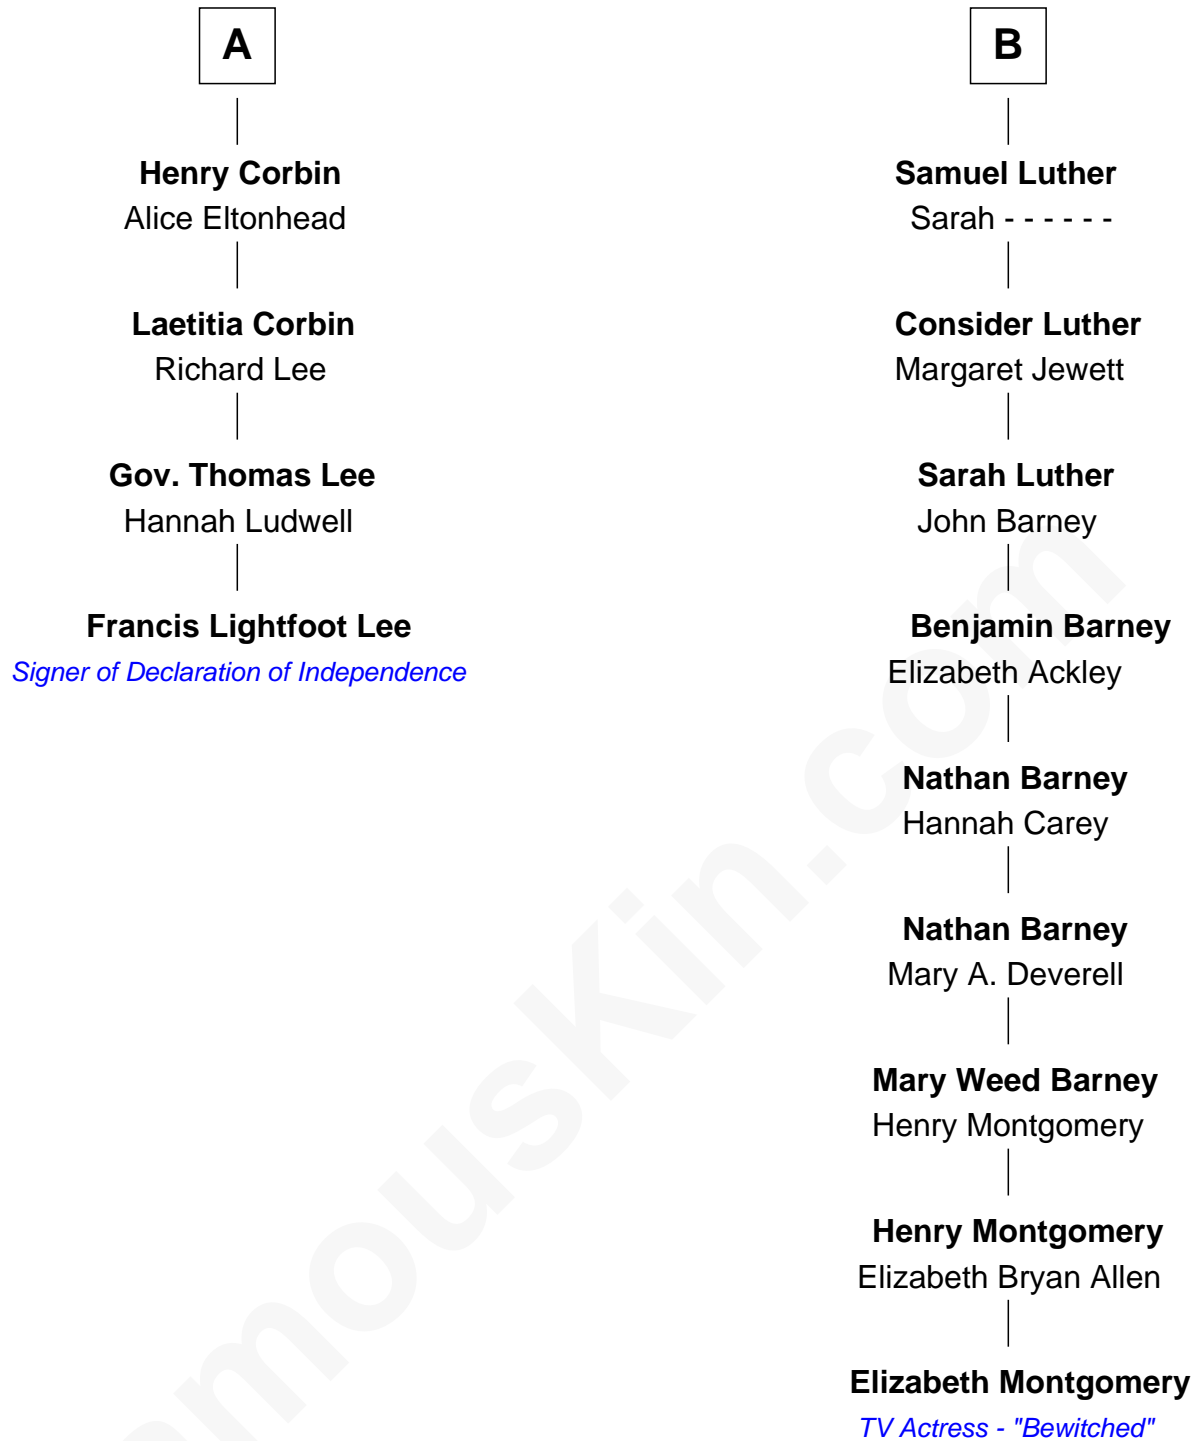 A
Henry Corbin
Alice Eltonhead
Laetitia Corbin
Richard Lee
Gov. Thomas Lee
Hannah Ludwell
Francis Lightfoot Lee
Signer of Declaration of Independence
B
Samuel Luther
Sarah - - - - - -
Consider Luther
Margaret Jewett
Sarah Luther
John Barney
Benjamin Barney
Elizabeth Ackley
Nathan Barney
Hannah Carey
Nathan Barney
Mary A. Deverell
Mary Weed Barney
Henry Montgomery
Henry Montgomery
Elizabeth Bryan Allen
Elizabeth Montgomery
TV Actress - "Bewitched"
amousKin.com